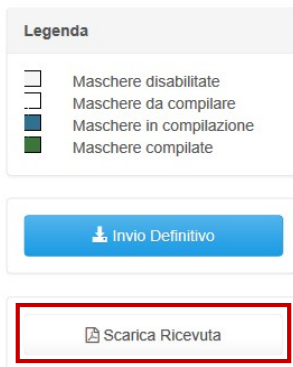 Legenda
Maschere disabilitate
Maschere da compilare
Maschere in compilazione
Maschere compilate
Invio Definitivo
Scarica Ricevuta